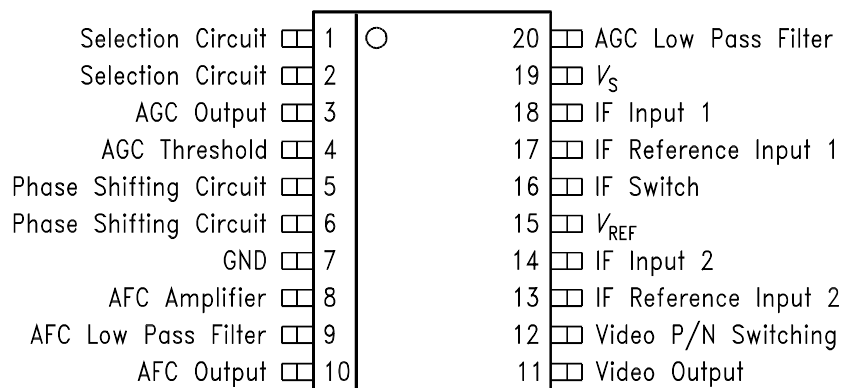 Selection Circuit 1 20 AGC Low Pass Filter
Selection Circuit 2 19 VS
AGC Output 3 18 IF Input 1
AGC Threshold 4 17 IF Reference Input 1
Phase Shifting Circuit 5 16 IF Switch
Phase Shifting Circuit 6 15 VREF
GND 7 14 IF Input 2
AFC Amplifier 8 13 IF Reference Input 2
AFC Low Pass Filter 9 12 Video P/N Switching
AFC Output 10 11 Video Output